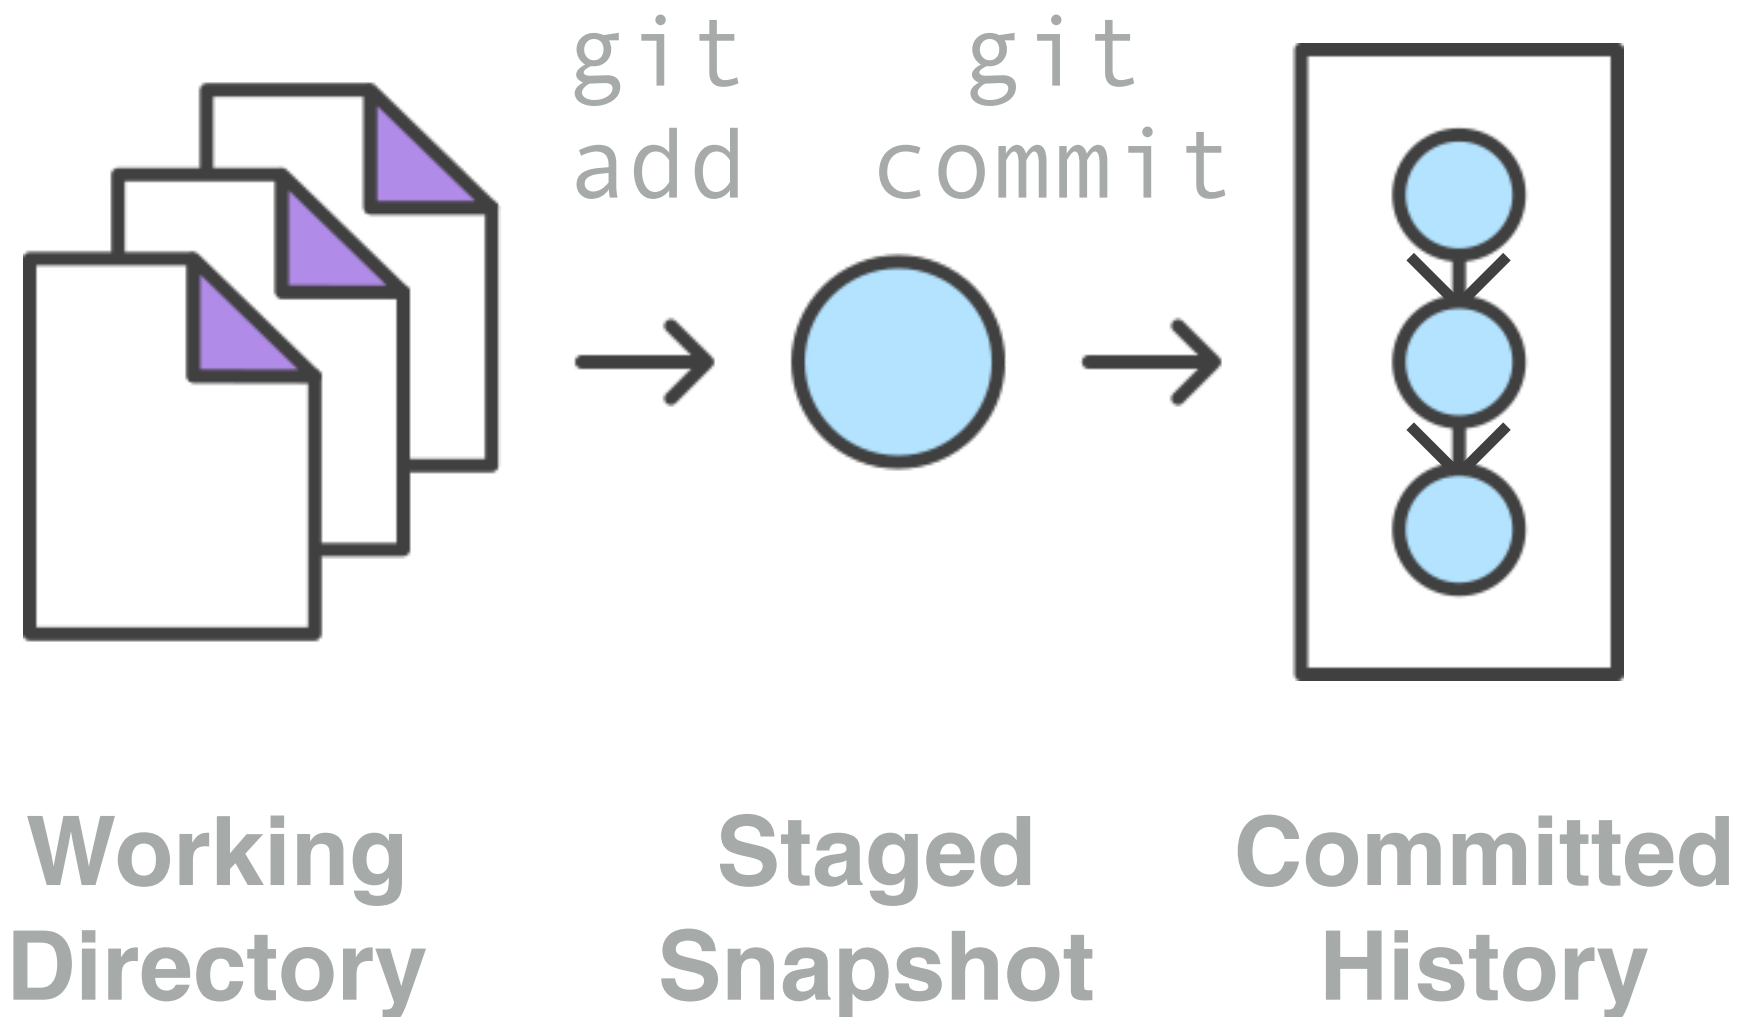 git
add
git
commit
Working
Directory
Staged
Snapshot
Committed
History